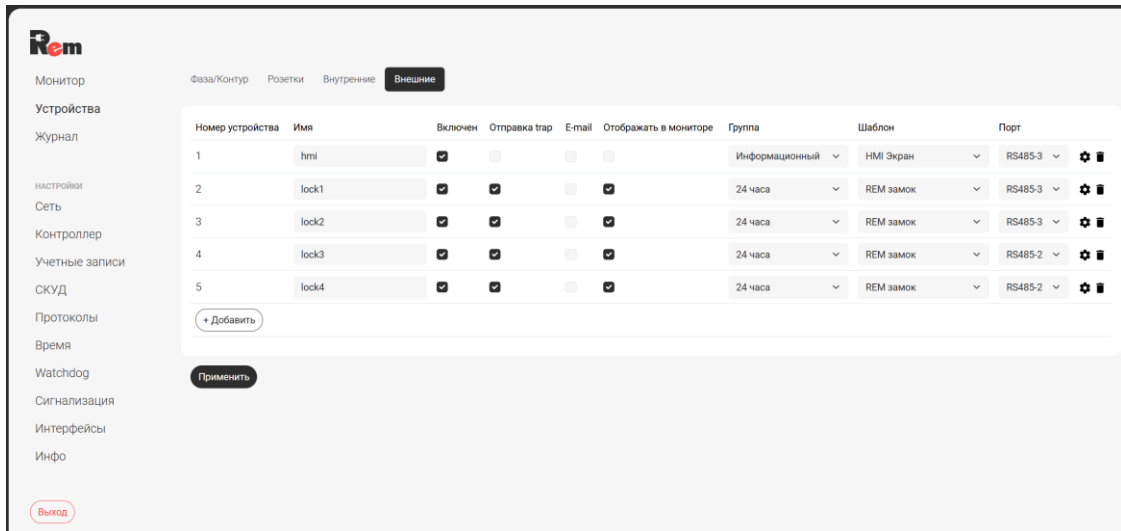 Rem
Монитор
Устройства
Журнал
НАСТРОЙКИ
Сеть
Контроллер
Учетные записи
СКУД
Протоколы
Время
Watchdog
Сигнализация
Интерфейсы
Инфо
Выход
Фаза/Контур Розетки Внутренние Внешние
Номер устройства Имя Включен Отправка trap E-mail Отображать в мониторе Группа Шаблон Порт
1 hmi Информационный HMI Экран RS485-3
2 lock1 24 часа REM замок RS485-3
3 lock2 24 часа REM замок RS485-3
4 lock3 24 часа REM замок RS485-2
5 lock4 24 часа REM замок RS485-2
+ Добавить
Применить